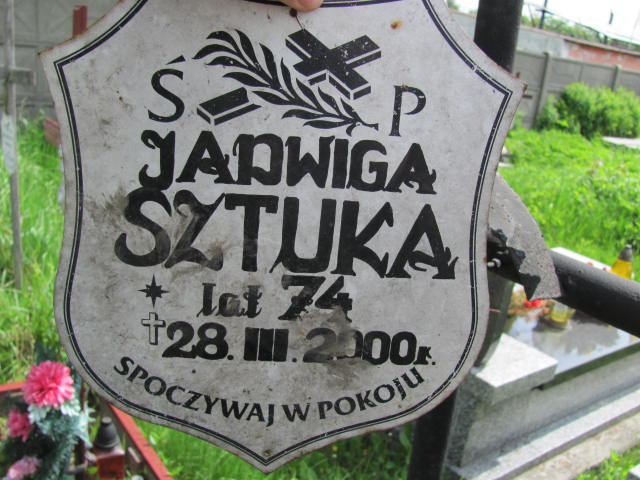 Ś P
JADWIGA
SZTUKA
lat 74
28. III. 2000r.
SPOCZYWAJ W POKOJU